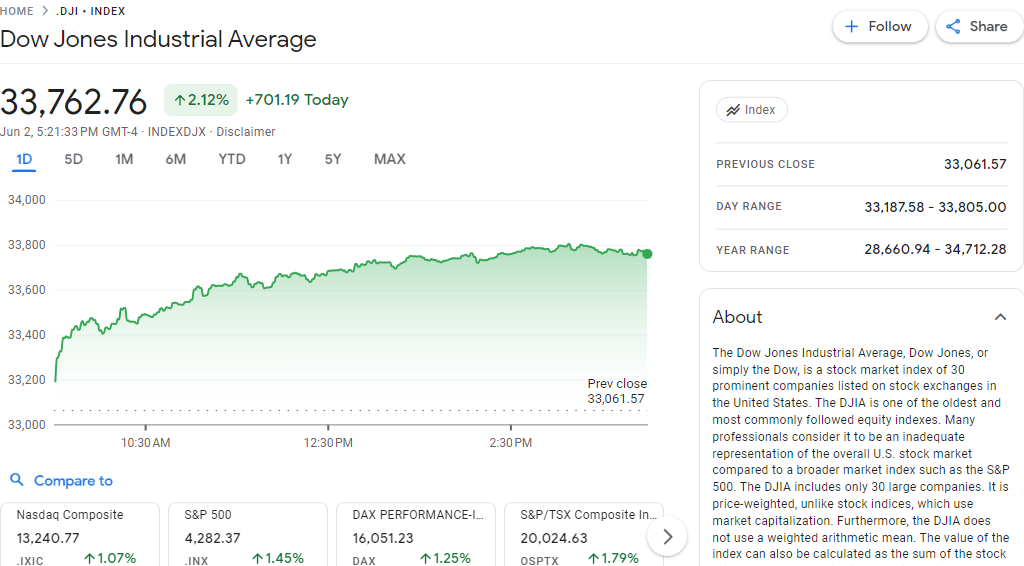 HOME > .DJI • INDEX
Dow Jones Industrial Average
+ Follow
Share
33,762.76
↑2.12%
+701.19 Today
Jun 2, 5:21:33 PM GMT-4 · INDEXDJX · Disclaimer
1D 5D 1M 6M YTD 1Y 5Y MAX
34,000
33,800
33,600
33,400
33,200
33,000
Prev close
33,061.57
10:30 AM 12:30 PM 2:30 PM
Compare to
Nasdaq Composite
13,240.77
.IXIC ↑1.07%
S&P 500
4,282.37
.INX ↑1.45%
DAX PERFORMANCE-I...
16,051.23
DAX ↑1.25%
S&P/TSX Composite In...
20,024.63
OSPTX ↑1.79%
Index
PREVIOUS CLOSE 33,061.57
DAY RANGE 33,187.58 - 33,805.00
YEAR RANGE 28,660.94 - 34,712.28
About
The Dow Jones Industrial Average, Dow Jones, or
simply the Dow, is a stock market index of 30
prominent companies listed on stock exchanges in
the United States. The DJIA is one of the oldest and
most commonly followed equity indexes. Many
professionals consider it to be an inadequate
representation of the overall U.S. stock market
compared to a broader market index such as the S&P
500. The DJIA includes only 30 large companies. It is
price-weighted, unlike stock indices, which use
market capitalization. Furthermore, the DJIA does
not use a weighted arithmetic mean. The value of the
index can also be calculated as the sum of the stock